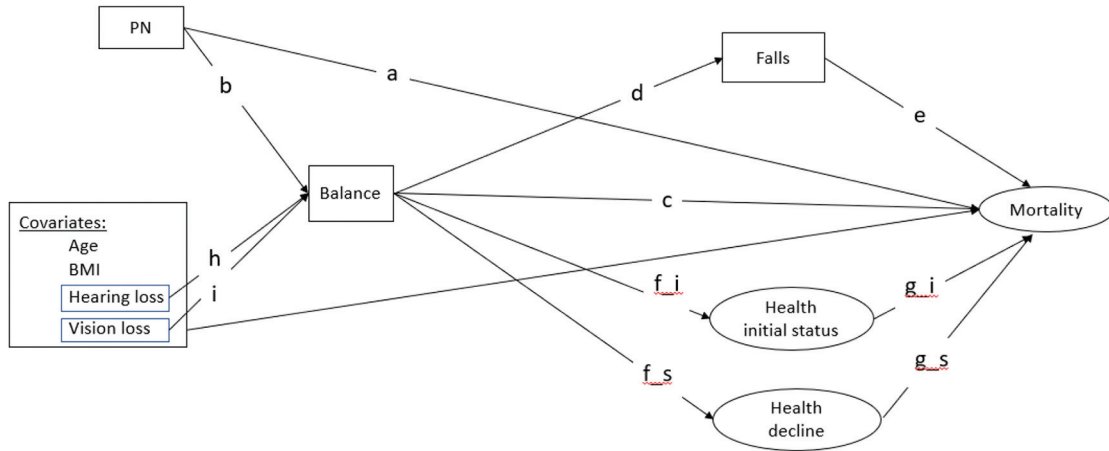 PN
Falls
a
b
d
e
Balance
c
Mortality
Covariates:
Age
BMI
Hearing loss
Vision loss
h
i
f_i
Health
initial status
g_i
f_s
g_s
Health
decline